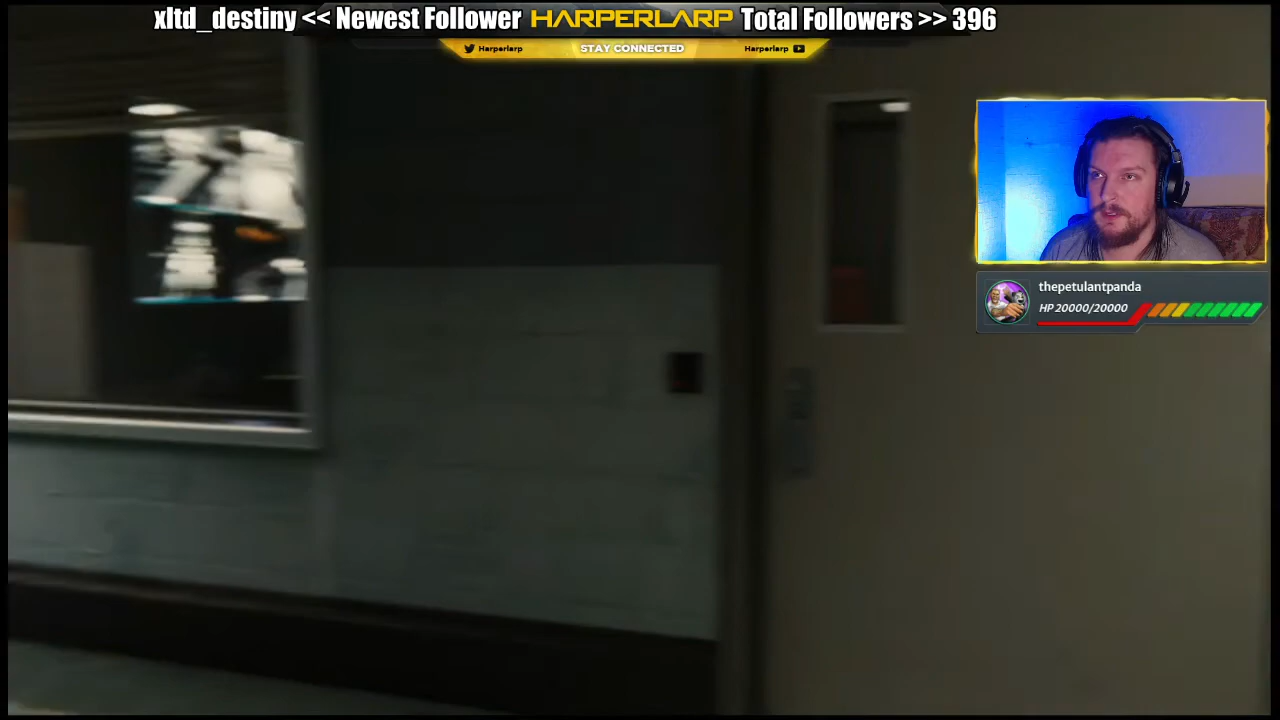 xltd_destiny << Newest Follower HARPERLARP Total Followers >> 396
Harperlarp STAY CONNECTED Harperlarp
thepetulantpanda
HP 20000/20000